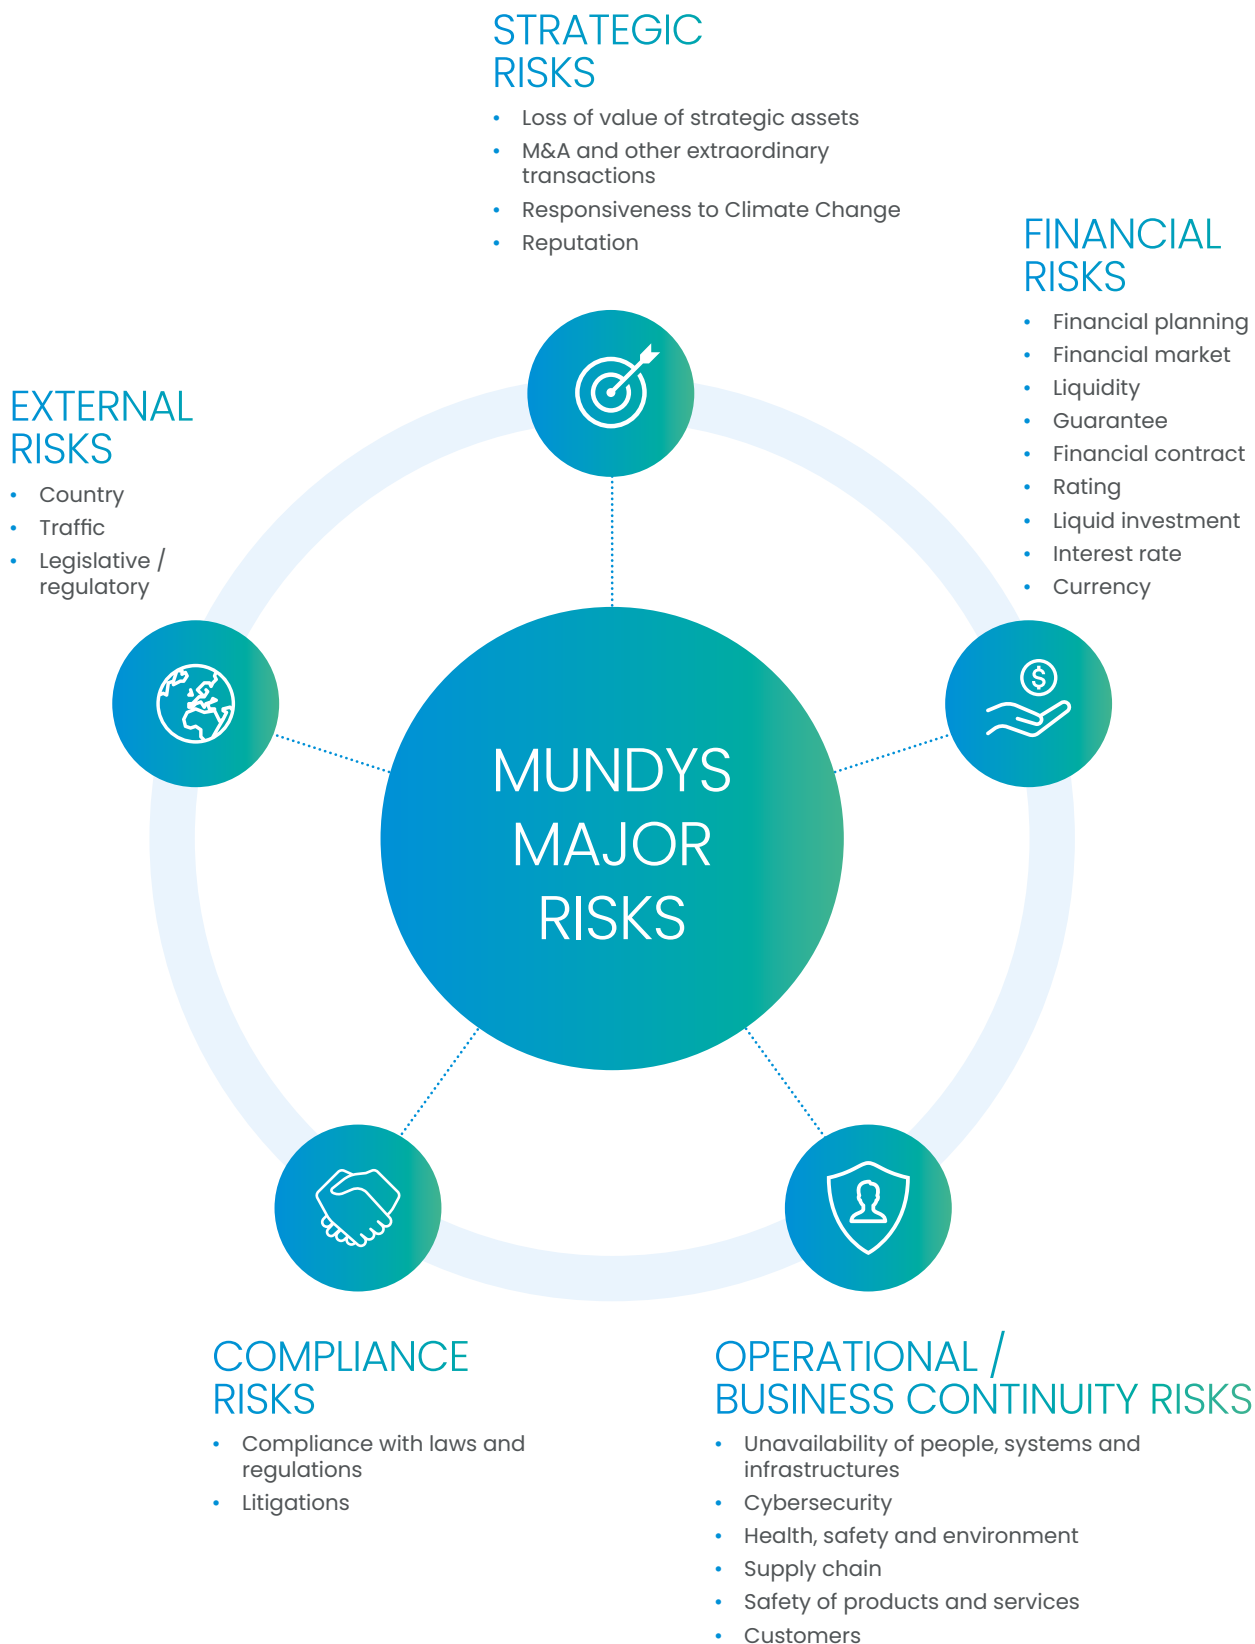 STRATEGIC
RISKS
• Loss of value of strategic assets
• M&A and other extraordinary
transactions
• Responsiveness to Climate Change
• Reputation
FINANCIAL
RISKS
• Financial planning
• Financial market
• Liquidity
• Guarantee
• Financial contract
• Rating
• Liquid investment
• Interest rate
• Currency
EXTERNAL
RISKS
• Country
• Traffic
• Legislative /
regulatory
$
MUNDYS
MAJOR
RISKS
COMPLIANCE
RISKS
• Compliance with laws and
regulations
• Litigations
OPERATIONAL /
BUSINESS CONTINUITY RISKS
• Unavailability of people, systems and
infrastructures
• Cybersecurity
• Health, safety and environment
• Supply chain
• Safety of products and services
• Customers